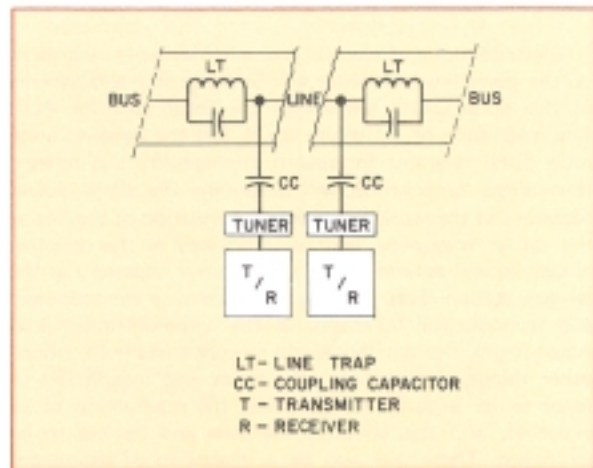 LT LT
BUS LINE BUS
CC CC
TUNER TUNER
T/R T/R
LT - LINE TRAP
CC - COUPLING CAPACITOR
T - TRANSMITTER
R - RECEIVER